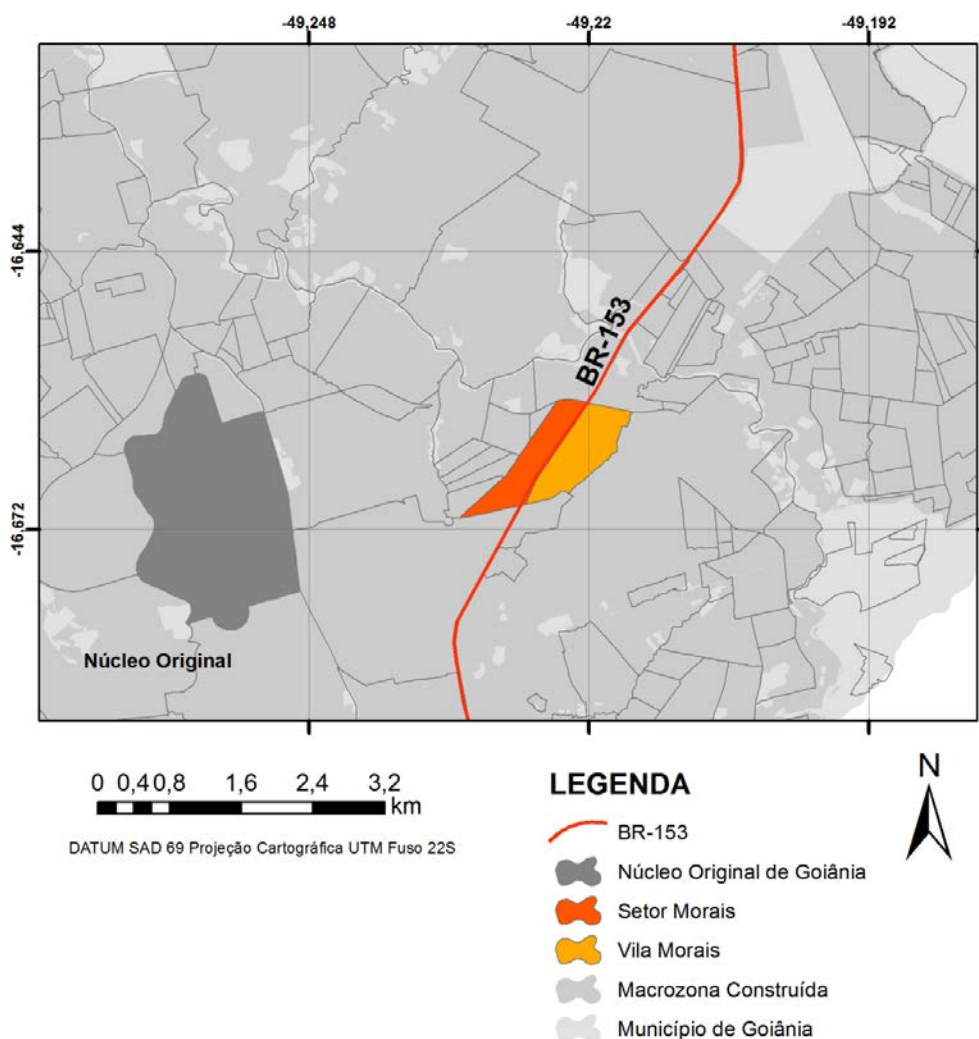 -49,248 -49,22 -49,192
-16,644
BR-153
-16,672
Núcleo Original
0 0,4 0,8 1,6 2,4 3,2
km
DATUM SAD 69 Projeção Cartográfica UTM Fuso 22S
N
LEGENDA
BR-153
Núcleo Original de Goiânia
Setor Morais
Vila Morais
Macrozona Construída
Município de Goiânia